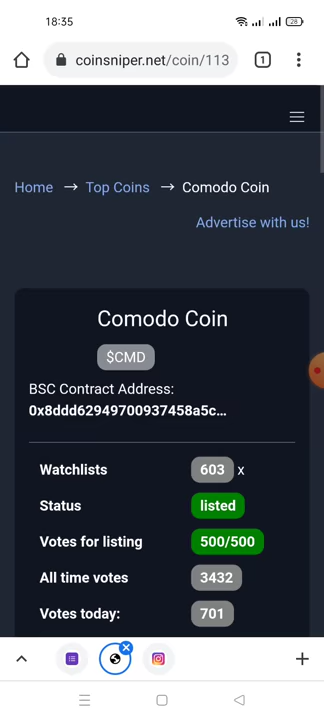 18:35
28
coinsniper.net/coin/113
1
Home → Top Coins → Comodo Coin
Advertise with us!
Comodo Coin
$CMD
BSC Contract Address:
0x8ddd62949700937458a5c...
Watchlists 603 x
Status listed
Votes for listing 500/500
All time votes 3432
Votes today: 701